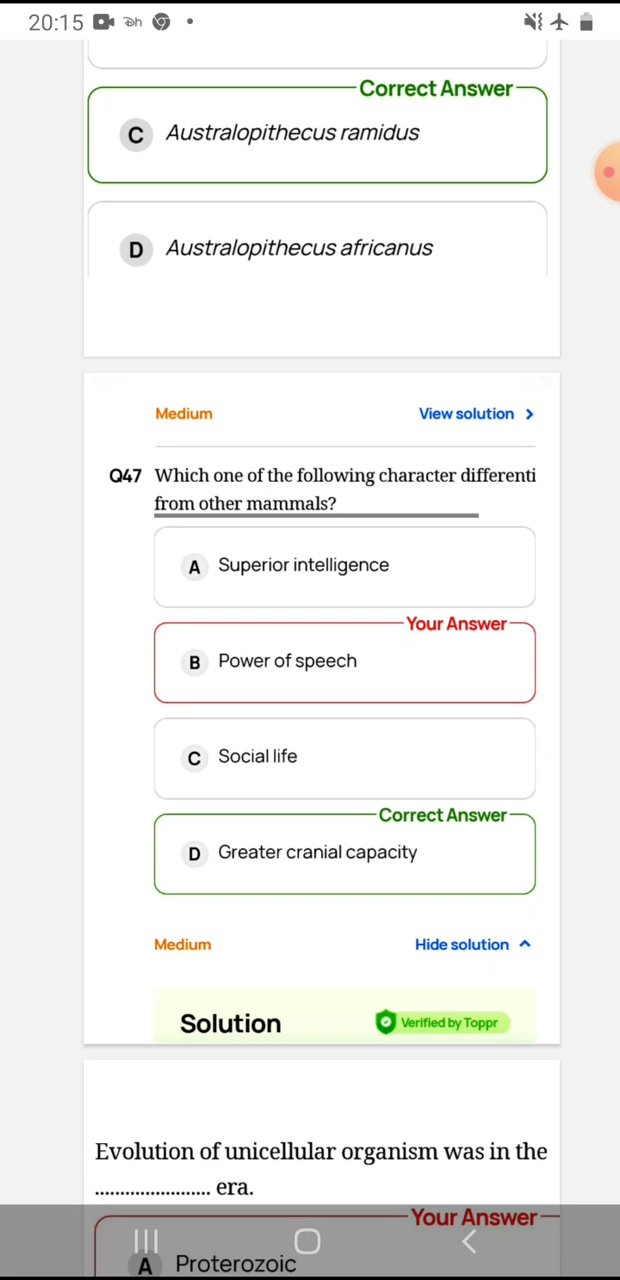 20:15
Correct Answer
C Australopithecus ramidus
D Australopithecus africanus
Medium
View solution
Q47 Which one of the following character differenti
from other mammals?
A Superior intelligence
Your Answer
B Power of speech
C Social life
Correct Answer
D Greater cranial capacity
Medium
Hide solution
Solution
Verified by Toppr
Evolution of unicellular organism was in the
....................... era.
Your Answer
A Proterozoic